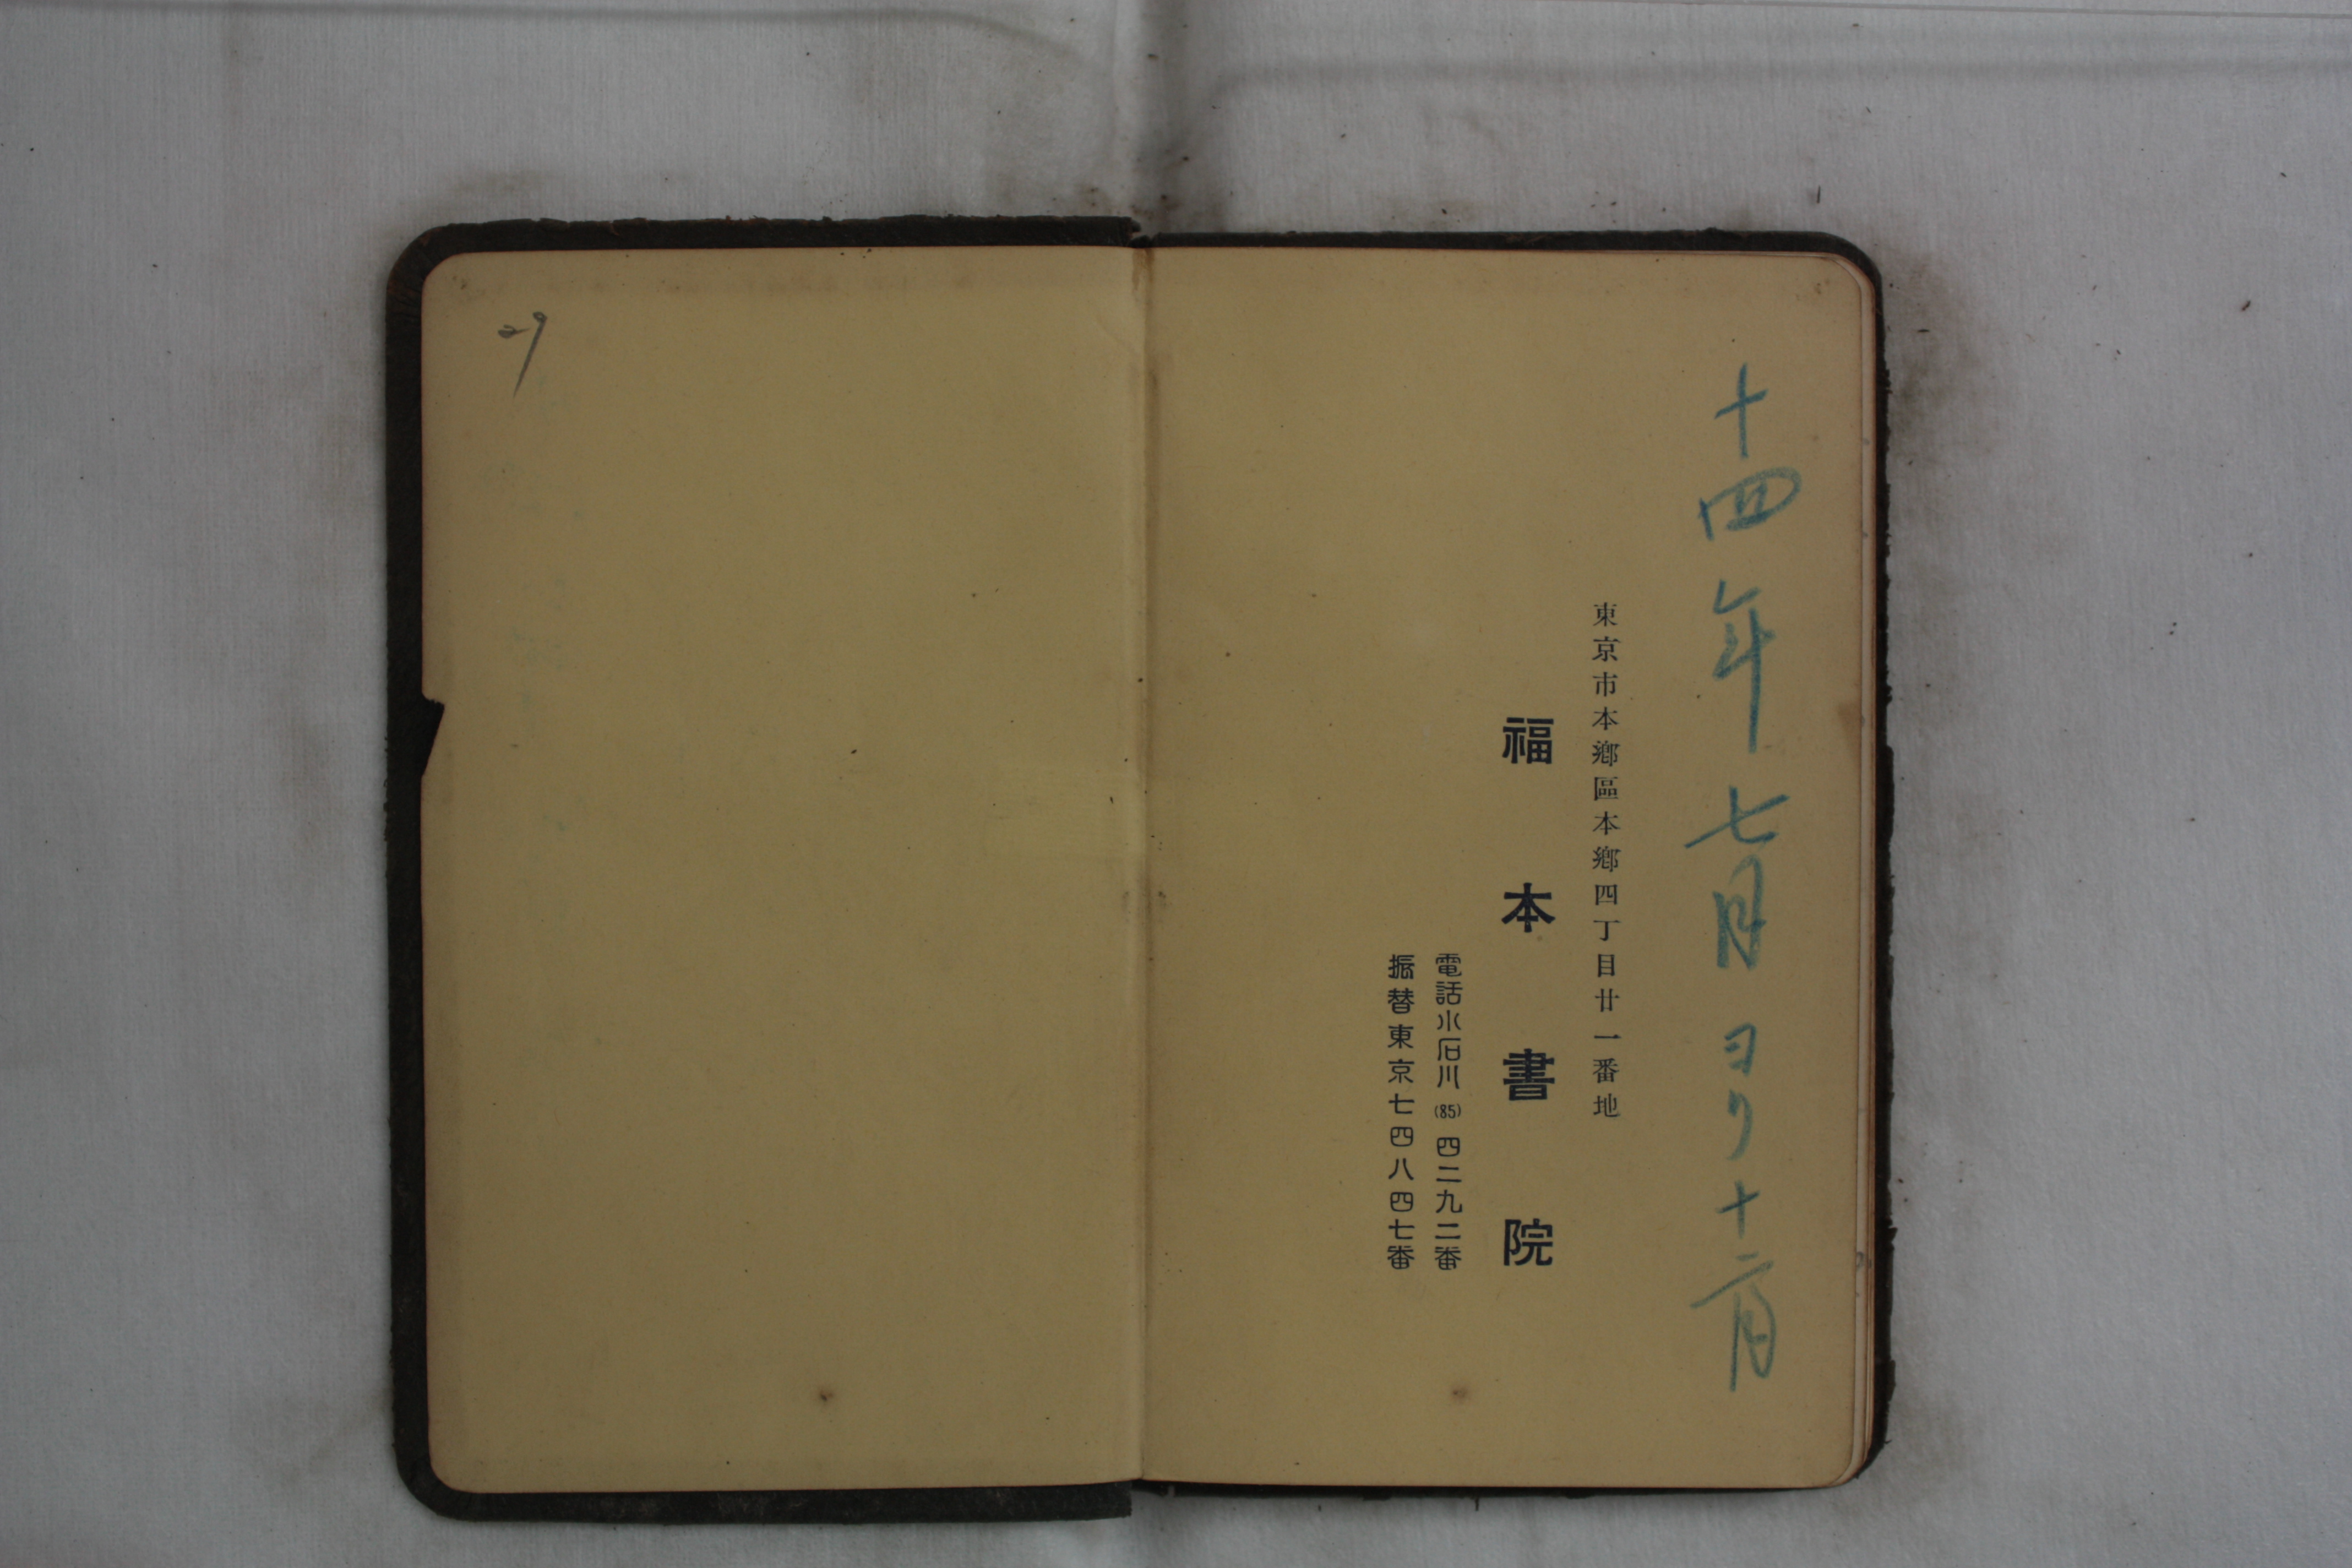 十四年七月ヨリ十二月
東京市本鄕區本鄕四丁目廿一番地
福本書院
電話小石川(85)四二九二番
振替東京七四八四七番